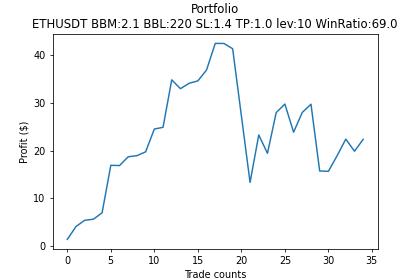 Portfolio
ETHUSDT BBM:2.1 BBL:220 SL:1.4 TP:1.0 lev:10 WinRatio:69.0
40
30
20
10
0
Profit ($)
0 5 10 15 20 25 30 35
Trade counts